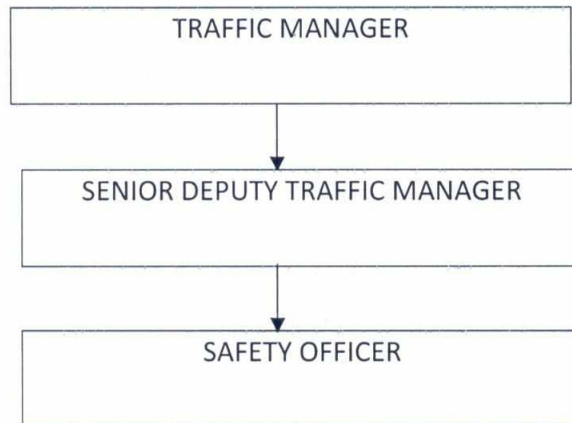 TRAFFIC MANAGER
SENIOR DEPUTY TRAFFIC MANAGER
SAFETY OFFICER